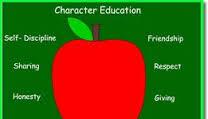 Character Education
Self- Discipline
Friendship
Sharing
Respect
Honesty
Giving